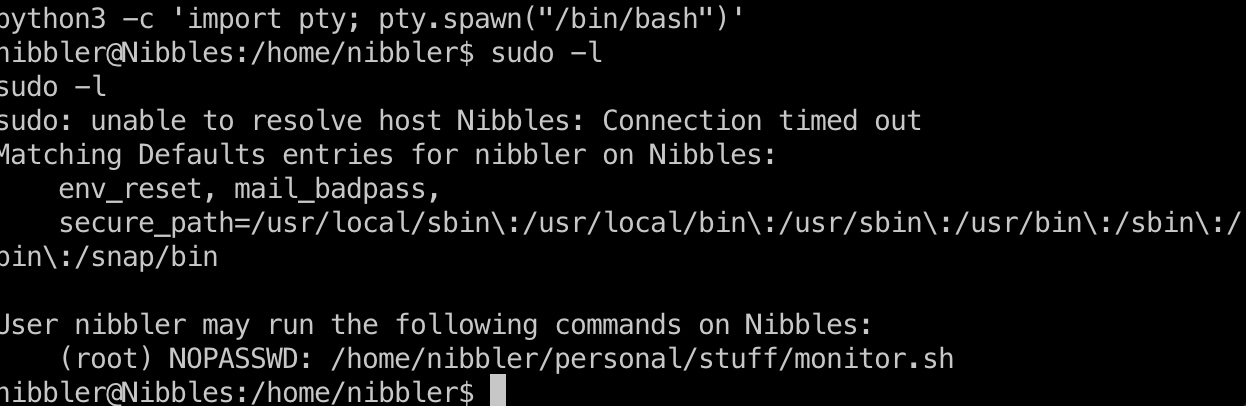 python3 -c 'import pty; pty.spawn("/bin/bash")'
nibbler@Nibbles:/home/nibbler$ sudo -l
sudo -l
sudo: unable to resolve host Nibbles: Connection timed out
Matching Defaults entries for nibbler on Nibbles:
    env_reset, mail_badpass,
    secure_path=/usr/local/sbin\:/usr/local/bin\:/usr/sbin\:/usr/bin\:/sbin\:/
bin\:/snap/bin

User nibbler may run the following commands on Nibbles:
    (root) NOPASSWD: /home/nibbler/personal/stuff/monitor.sh
nibbler@Nibbles:/home/nibbler$